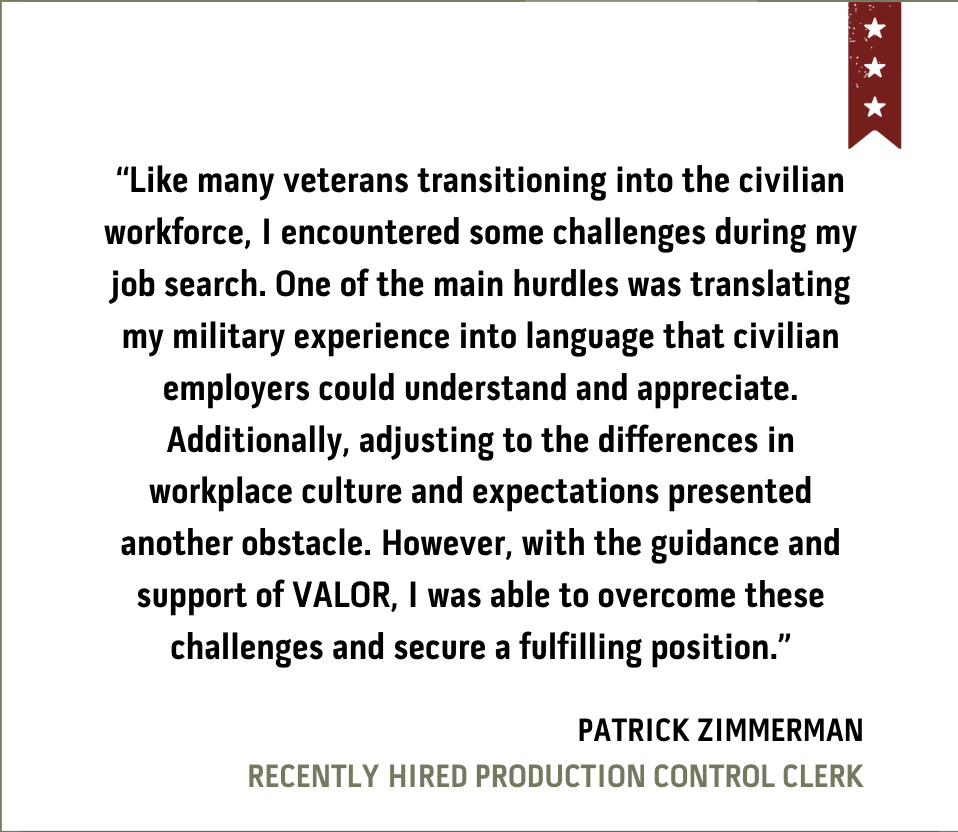 “Like many veterans transitioning into the civilian
workforce, I encountered some challenges during my
job search. One of the main hurdles was translating
my military experience into language that civilian
employers could understand and appreciate.
Additionally, adjusting to the differences in
workplace culture and expectations presented
another obstacle. However, with the guidance and
support of VALOR, I was able to overcome these
challenges and secure a fulfilling position.”
PATRICK ZIMMERMAN
RECENTLY HIRED PRODUCTION CONTROL CLERK